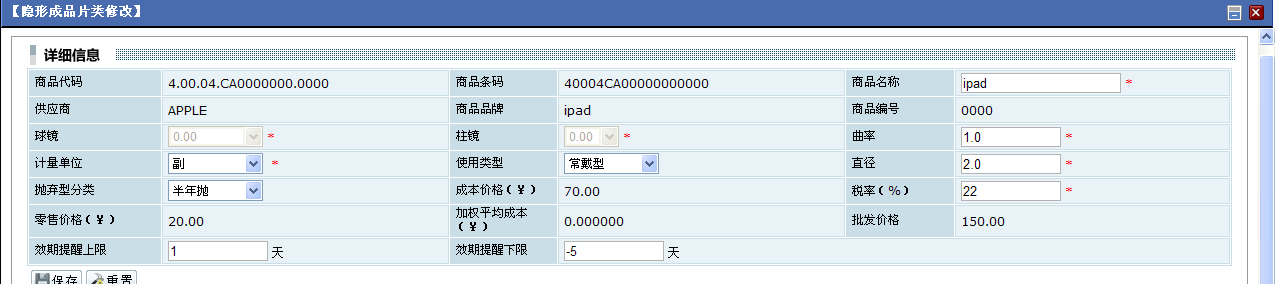 【隐形成品片类修改】
详细信息
商品代码 4.00.04.CA0000000.0000 商品条码 40004CA00000000000 商品名称 ipad *
供应商 APPLE 商品品牌 ipad 商品编号 0000
球镜 0.00 * 柱镜 0.00 * 曲率 1.0 *
计量单位 副 * 使用类型 常戴型 直径 2.0 *
抛弃型分类 半年抛 成本价格(¥) 70.00 税率(%) 22 *
零售价格(¥) 20.00 加权平均成本(¥) 0.000000 批发价格 150.00
效期提醒上限 1 天 效期提醒下限 -5 天
保存 重置